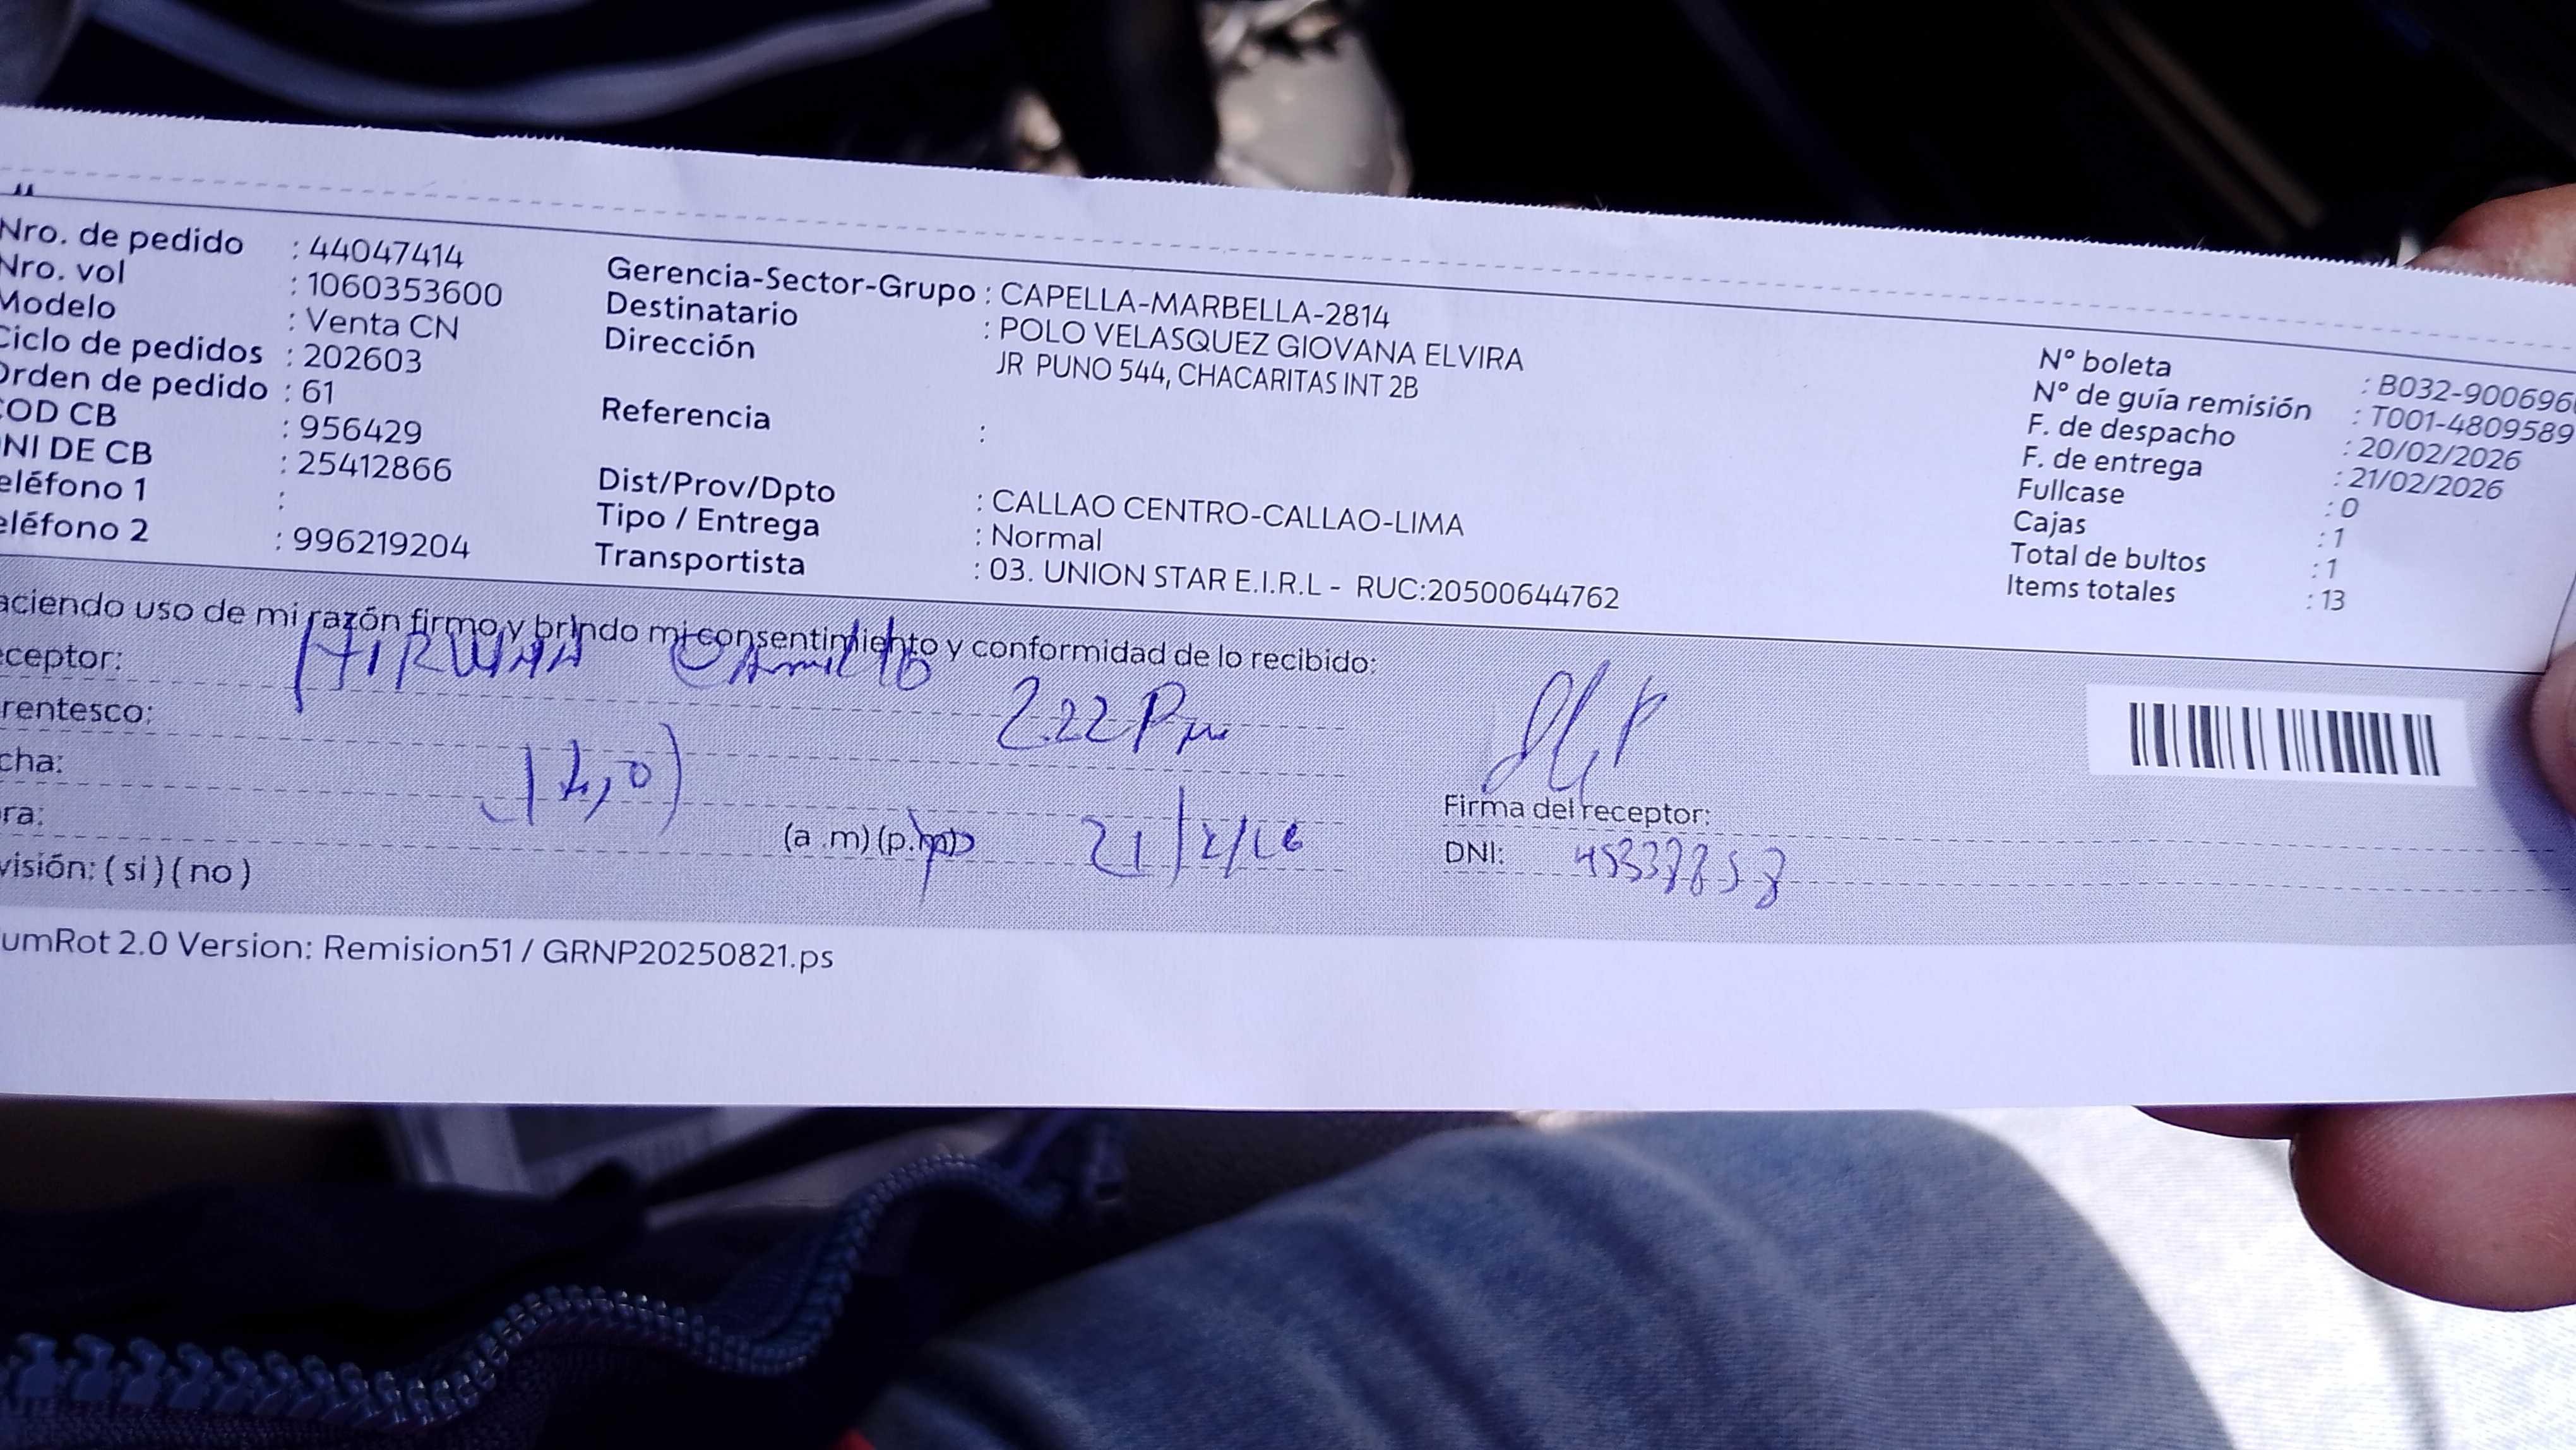 Nro. de pedido : 44047414
Nro. vol : 1060353600
Modelo : Venta CN
Ciclo de pedidos : 202603
Orden de pedido : 61
COD CB : 956429
NI DE CB : 25412866
eléfono 1 :
eléfono 2 : 996219204
Gerencia-Sector-Grupo : CAPELLA-MARBELLA-2814
Destinatario : POLO VELASQUEZ GIOVANA ELVIRA
Dirección JR PUNO 544, CHACARITAS INT 2B
Referencia :
Dist/Prov/Dpto : CALLAO CENTRO-CALLAO-LIMA
Tipo / Entrega : Normal
Transportista : 03. UNION STAR E.I.R.L - RUC:20500644762
N° boleta : B032-900696
N° de guía remisión : T001-4809589
F. de despacho : 20/02/2026
F. de entrega : 21/02/2026
Fullcase : 0
Cajas : 1
Total de bultos : 1
Items totales : 13
aciendo uso de mi razón firmo y brindo mi consentimiento y conformidad de lo recibido:
ceptor:
rentesco: 2.22 Pm
cha:
ra: (a.m)(p.m) 21/2/26
visión: (si)(no)
Firma del receptor:
DNI:
umRot 2.0 Version: Remision51 / GRNP20250821.ps